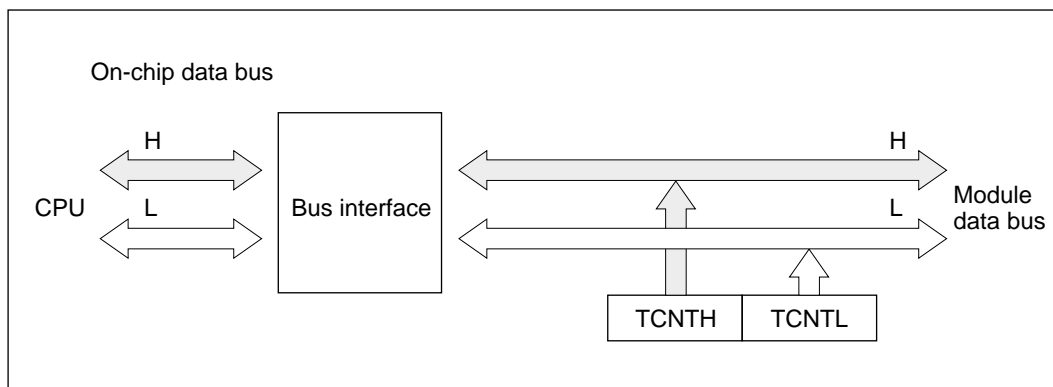 On-chip data bus
H
H
CPU
L
Bus interface
L
Module
data bus
TCNTH
TCNTL